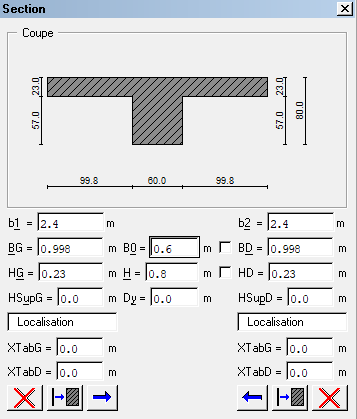 Section
Coupe
23.0
57.0
23.0
57.0
80.0
99.8 60.0 99.8
b1 = 2.4 m b2 = 2.4 m
BG = 0.998 m B0 = 0.6 m BD = 0.998 m
HG = 0.23 m H = 0.8 m HD = 0.23 m
HSupG = 0.0 m Dy = 0.0 m HSupD = 0.0 m
Localisation Localisation
XTabG = 0.0 m XTabG = 0.0 m
XTabD = 0.0 m XTabD = 0.0 m